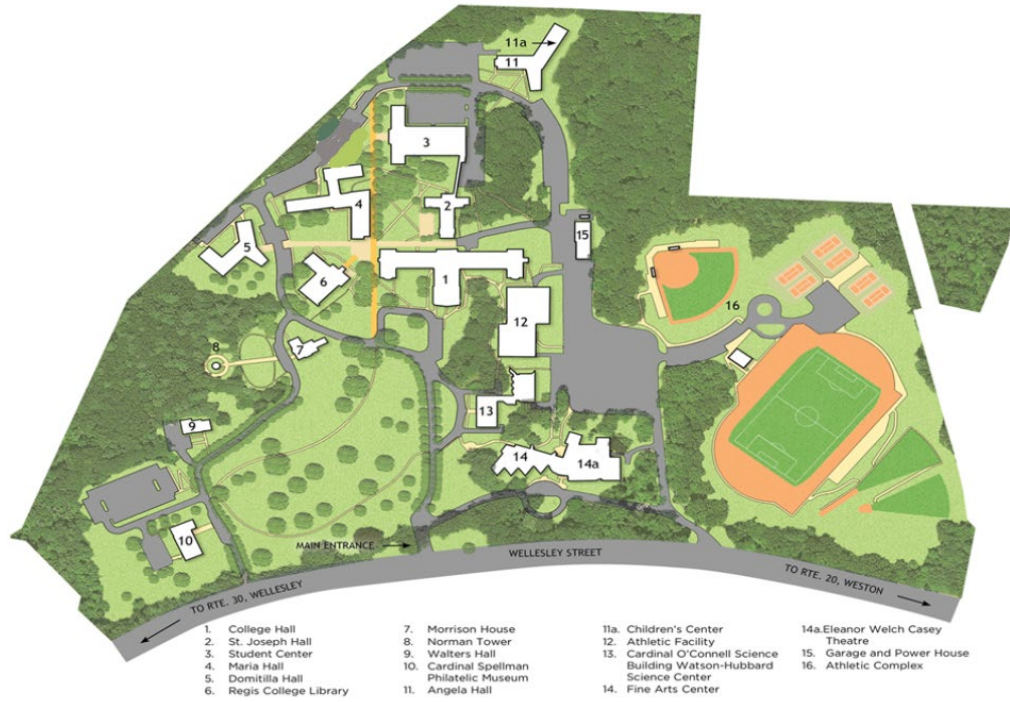 11a →
11
3
4
2
5
15
6
1
16
12
8
7
13
9
14
14a
10
MAIN ENTRANCE →
WELLESLEY STREET
TO RTE. 30, WELLESLEY
TO RTE. 20, WESTON
1. College Hall
2. St. Joseph Hall
3. Student Center
4. Maria Hall
5. Domitilla Hall
6. Regis College Library
7. Morrison House
8. Norman Tower
9. Walters Hall
10. Cardinal Spellman
Philatelic Museum
11. Angela Hall
11a. Children's Center
12. Athletic Facility
13. Cardinal O'Connell Science
Building Watson-Hubbard
Science Center
14. Fine Arts Center
14a.Eleanor Welch Casey
Theatre
15. Garage and Power House
16. Athletic Complex